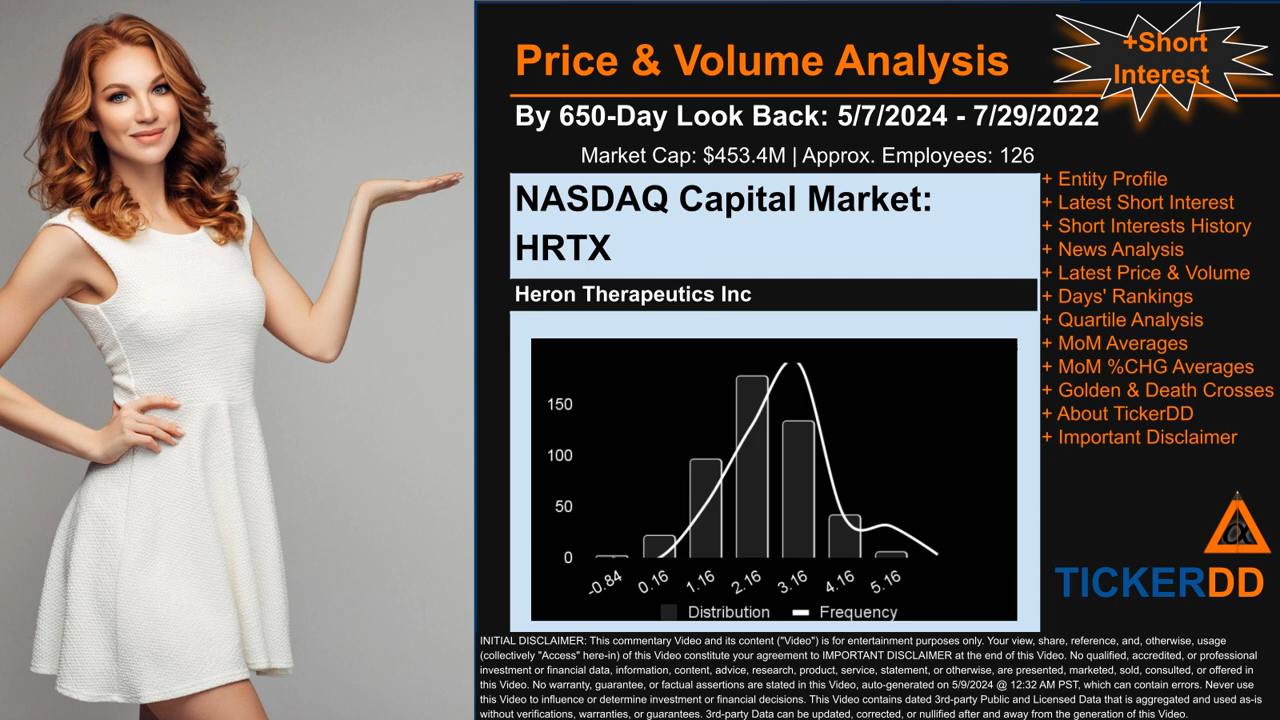 +Short
Interest
Price & Volume Analysis
By 650-Day Look Back: 5/7/2024 - 7/29/2022
Market Cap: $453.4M | Approx. Employees: 126
NASDAQ Capital Market:
HRTX
Heron Therapeutics Inc
+ Entity Profile
+ Latest Short Interest
+ Short Interests History
+ News Analysis
+ Latest Price & Volume
+ Days' Rankings
+ Quartile Analysis
+ MoM Averages
+ MoM %CHG Averages
+ Golden & Death Crosses
+ About TickerDD
+ Important Disclaimer
150
100
50
0
-0.84 0.16 1.16 2.16 3.16 4.16 5.16
Distribution Frequency
TICKERDD
INITIAL DISCLAIMER: This commentary Video and its content ("Video") is for entertainment purposes only. Your view, share, reference, and, otherwise, usage
(collectively "Access" here-in) of this Video constitute your agreement to IMPORTANT DISCLAIMER at the end of this Video. No qualified, accredited, or professional
investment or financial data, information, content, advice, research, product, service, statement, or otherwise, are presented, marketed, sold, consulted, or offered in
this Video. No warranty, guarantee, or factual assertions are stated in this Video, auto-generated on 5/9/2024 @ 12:32 AM PST, which can contain errors. Never use
this Video to influence or determine investment or financial decisions. This Video contains dated 3rd-party Public and Licensed Data that is aggregated and used as-is
without verifications, warranties, or guarantees. 3rd-party Data can be updated, corrected, or nullified after and away from the generation of this Video.